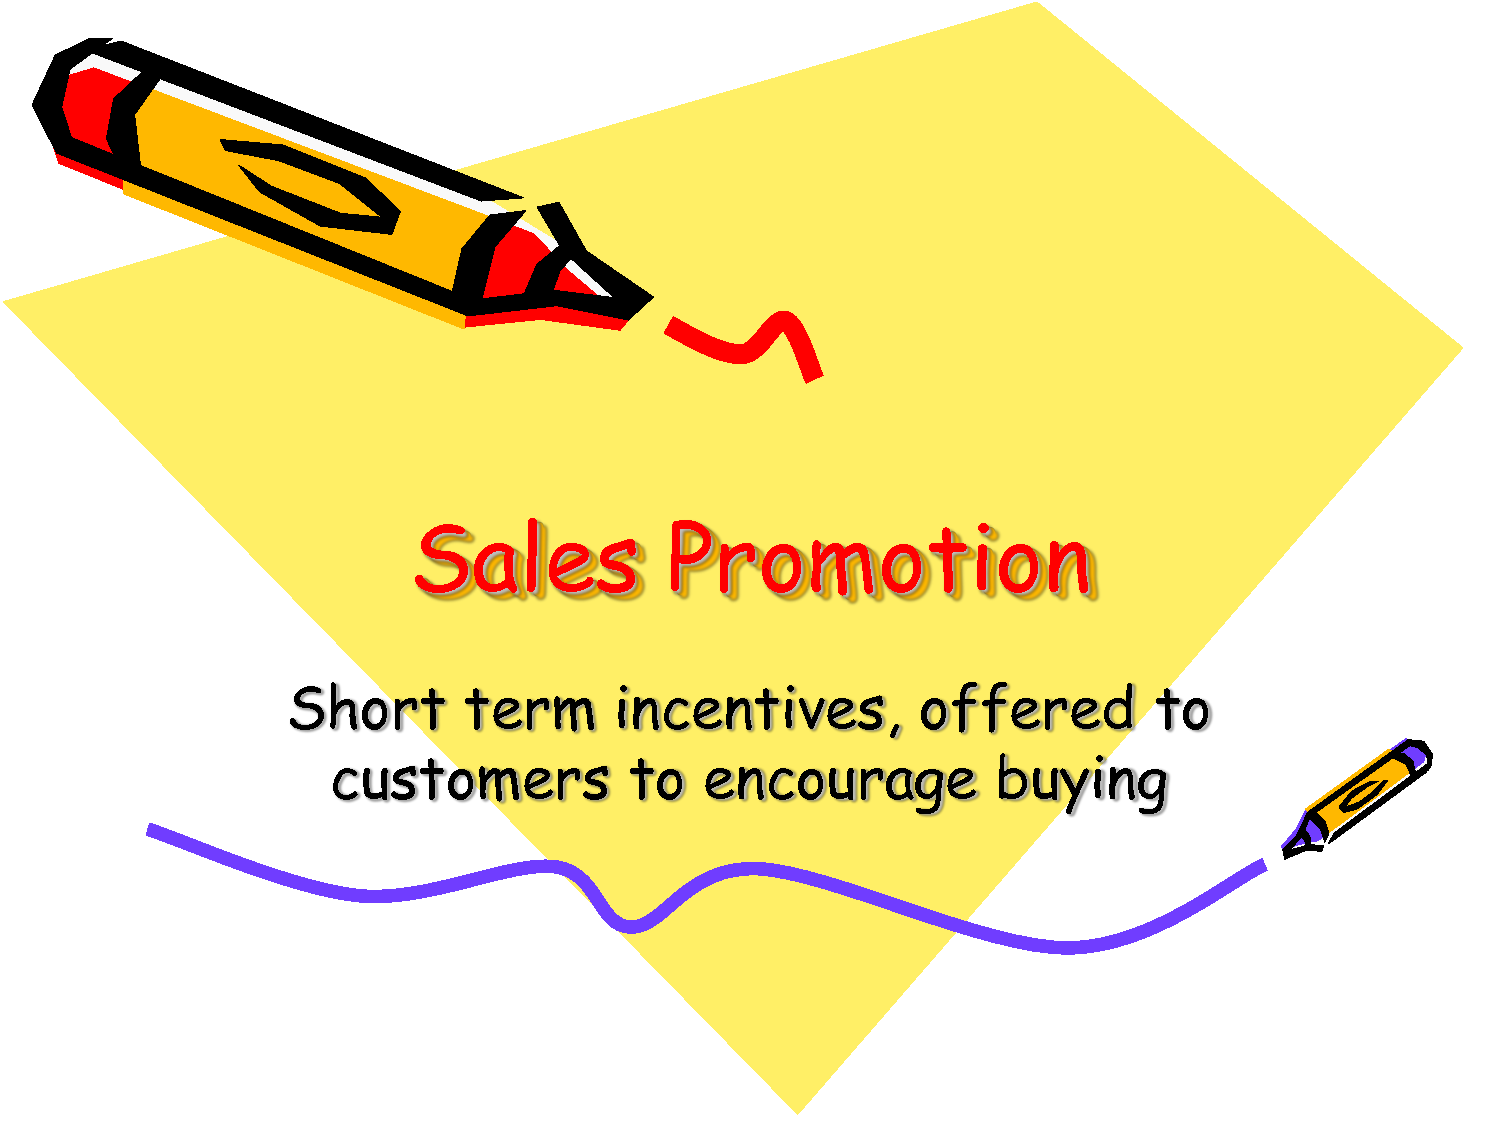 Sales Promotion
Short term incentives, offered to
customers to encourage buying